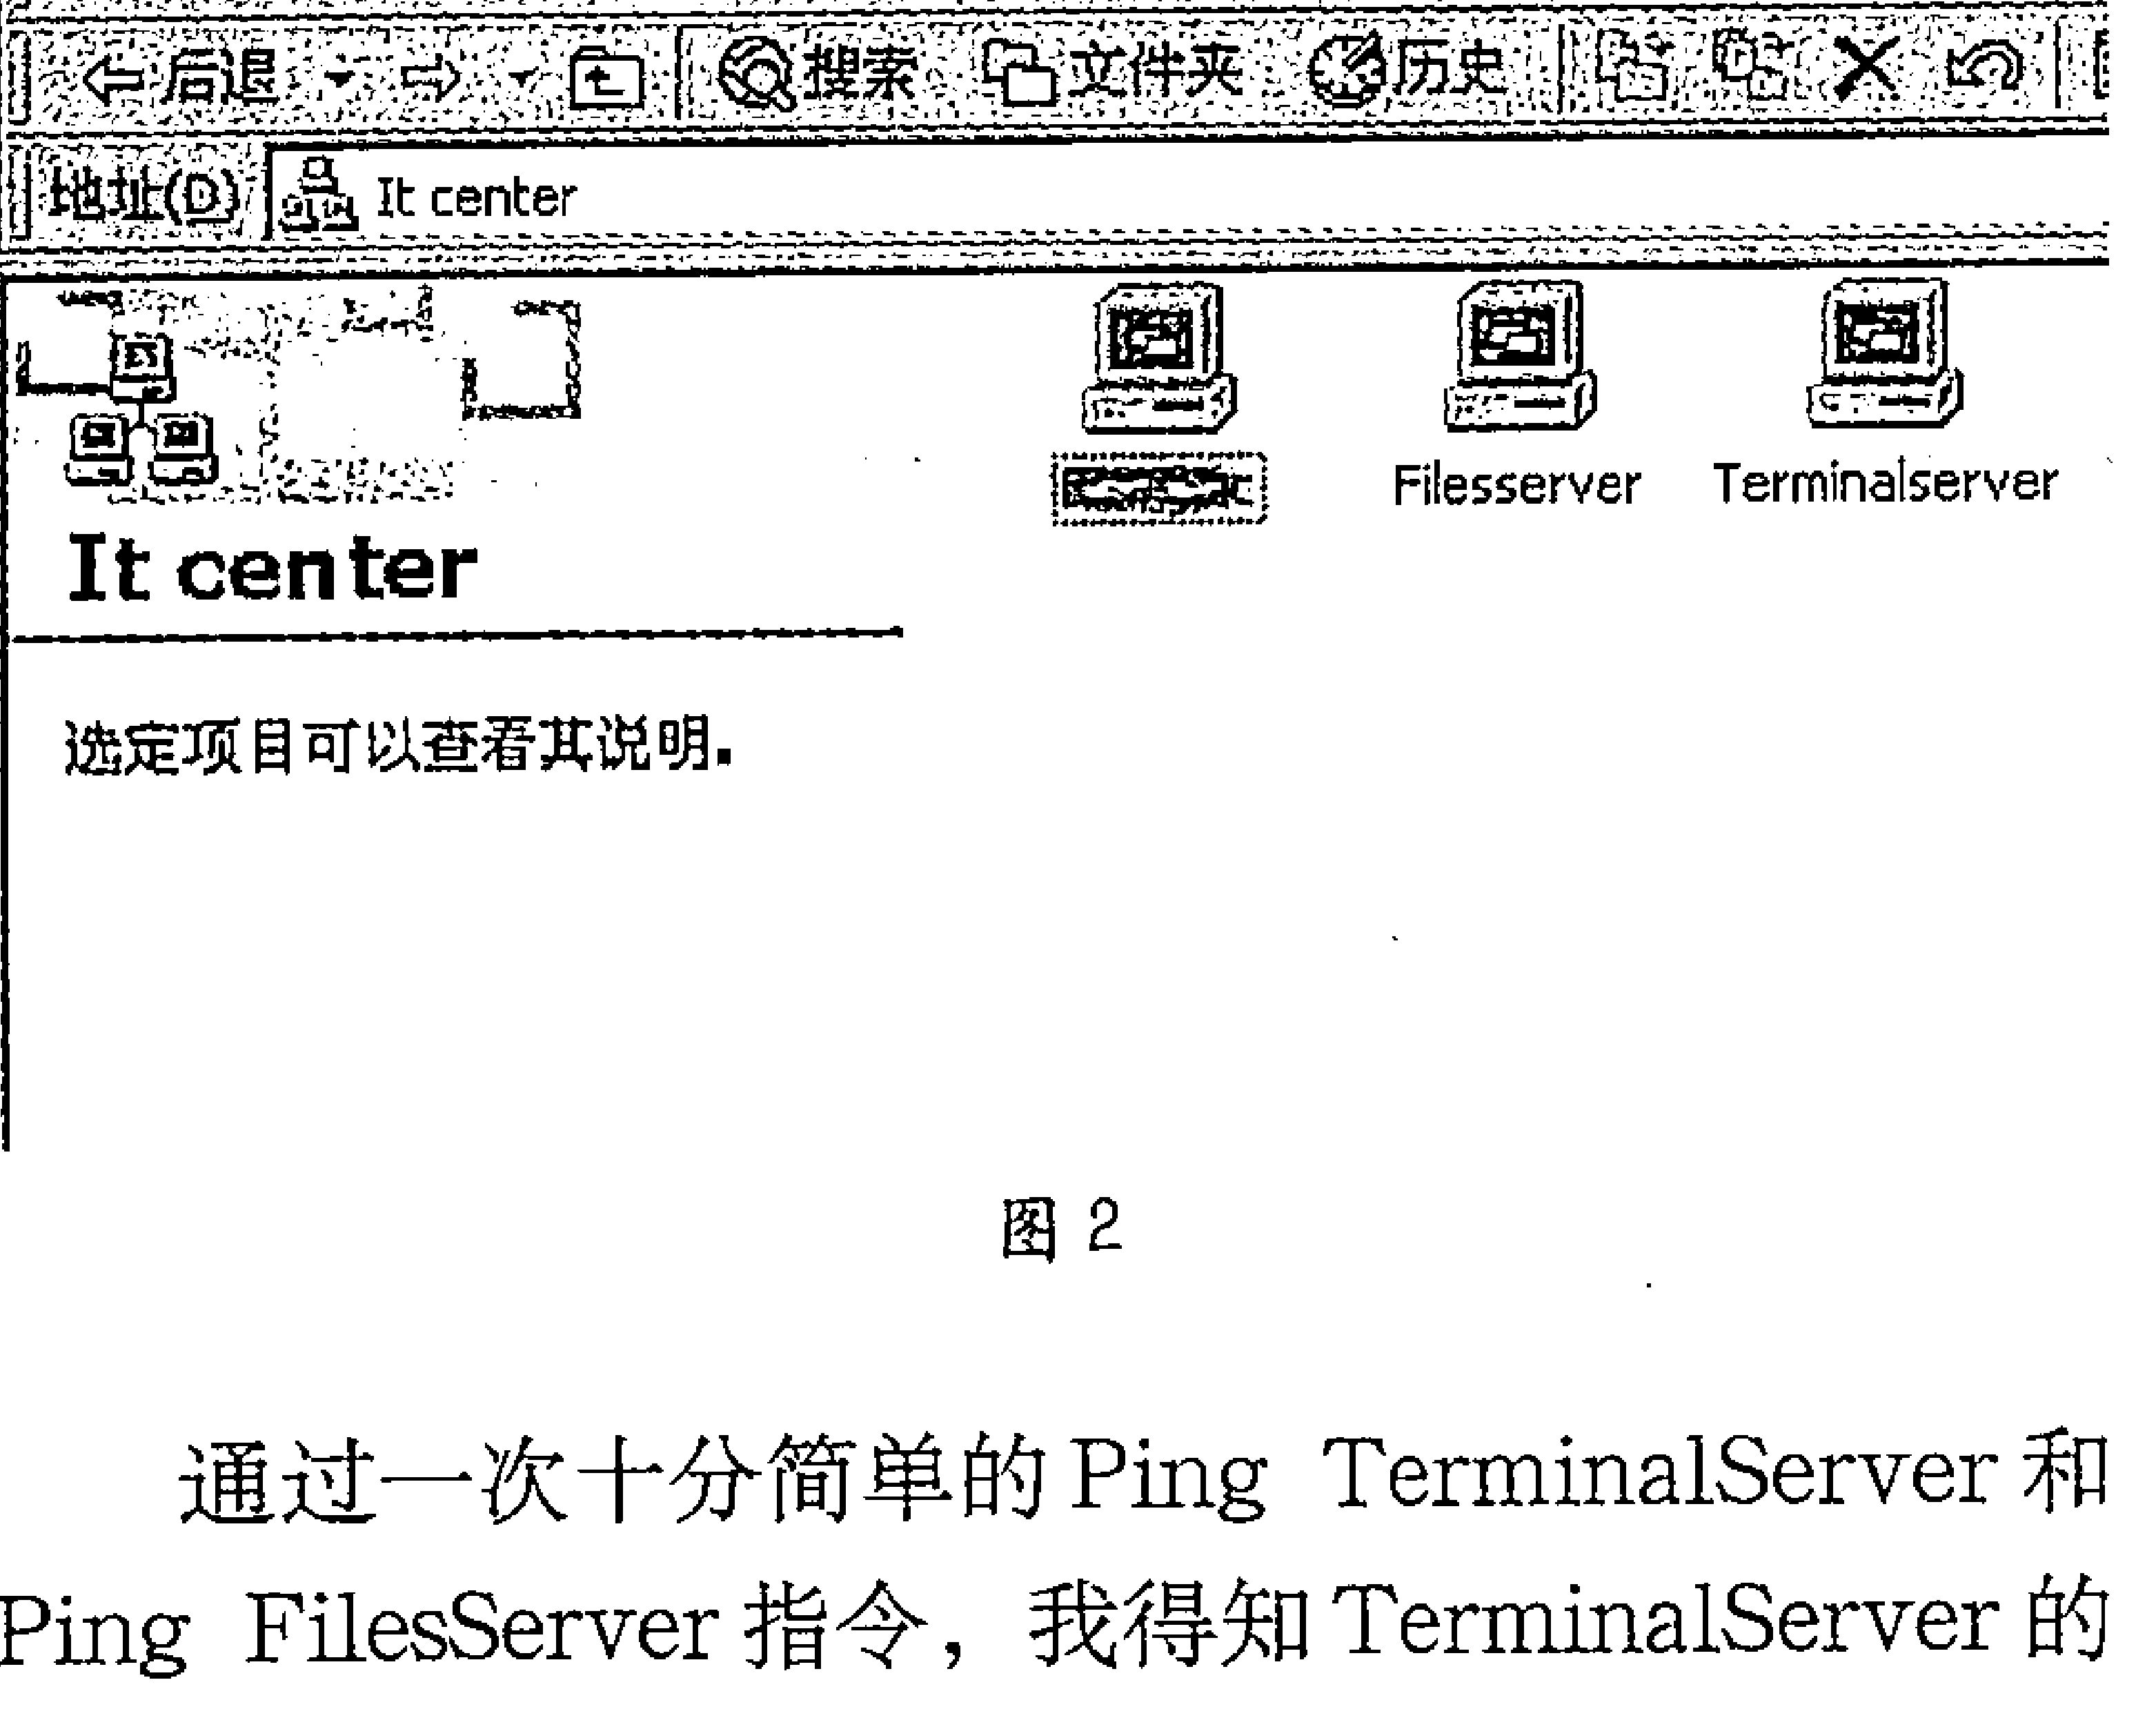 后退 搜索 文件夹 历史
地址(D) It center
Filesserver Terminalserver
It center
选定项目可以查看其说明.
图 2
通过一次十分简单的 Ping TerminalServer 和
Ping FilesServer 指令，我得知 TerminalServer 的